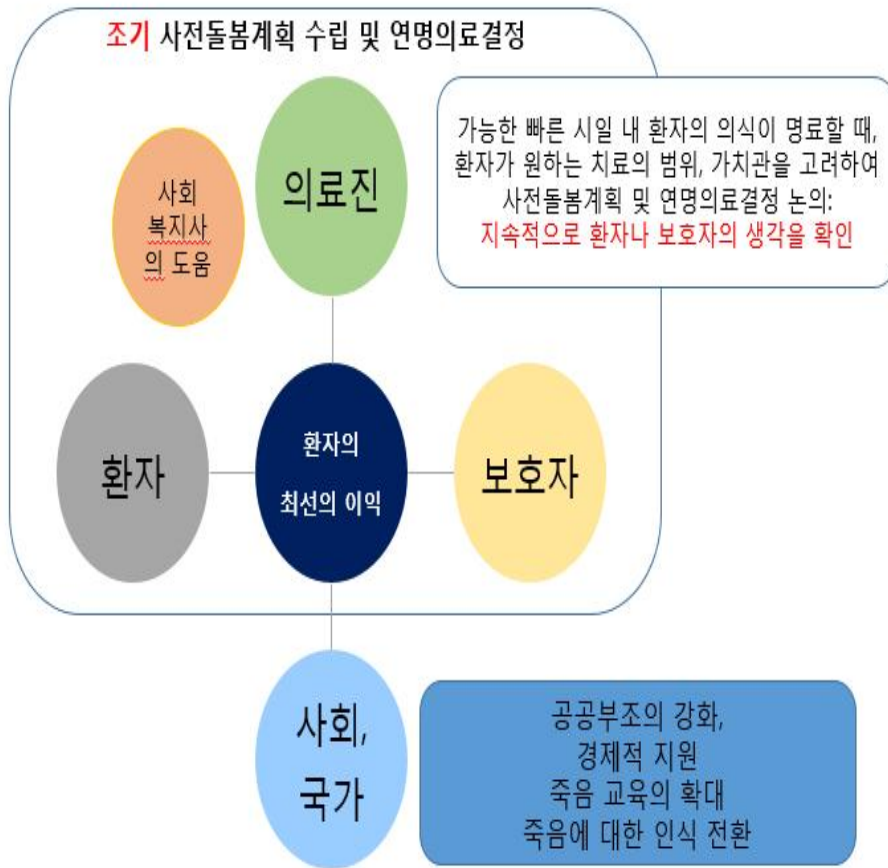 조기 사전돌봄계획 수립 및 연명의료결정
가능한 빠른 시일 내 환자의 의식이 명료할 때,
환자가 원하는 치료의 범위, 가치관을 고려하여
사전돌봄계획 및 연명의료결정 논의:
지속적으로 환자나 보호자의 생각을 확인
의료진
사회
복지사
의 도움
환자
환자의
최선의 이익
보호자
사회,
국가
공공부조의 강화,
경제적 지원
죽음 교육의 확대
죽음에 대한 인식 전환